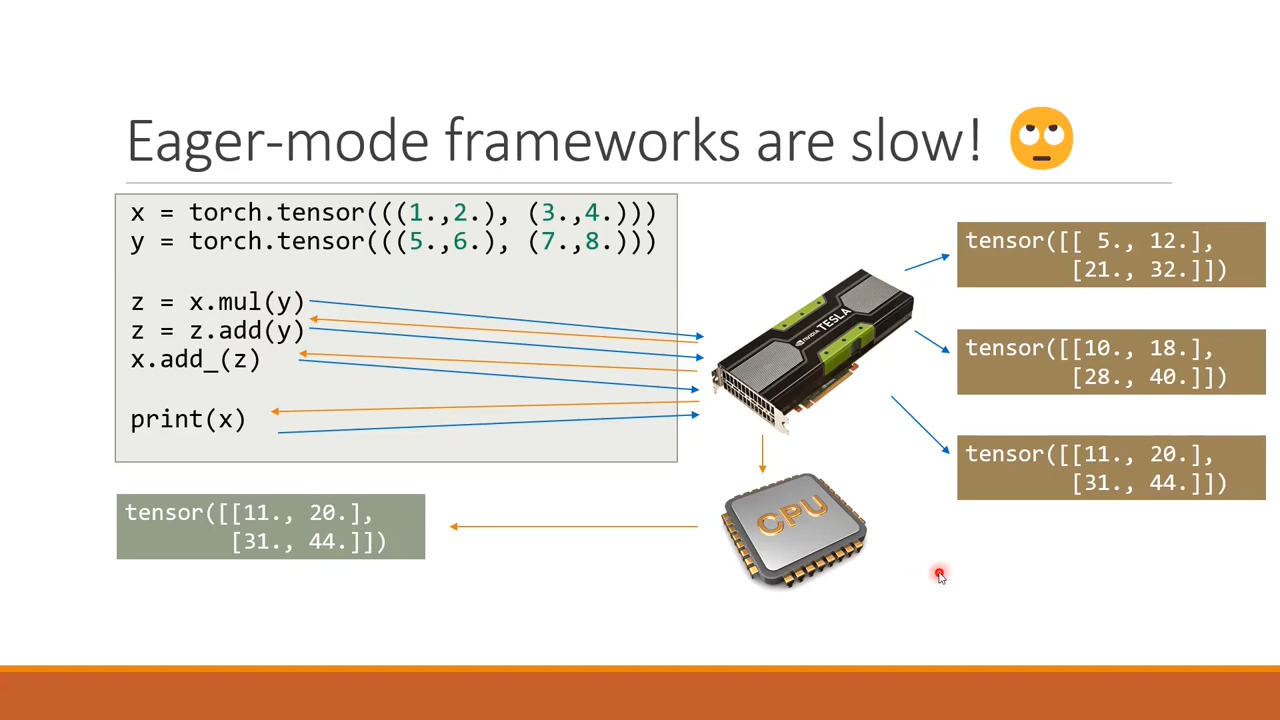 Eager-mode frameworks are slow!
x = torch.tensor(((1.,2.), (3.,4.)))
y = torch.tensor(((5.,6.), (7.,8.)))
z = x.mul(y)
z = z.add(y)
x.add_(z)
print(x)
tensor([[11., 20.],
[31., 44.]])
NVIDIA TESLA
CPU
tensor([[ 5., 12.],
[21., 32.]])
tensor([[10., 18.],
[28., 40.]])
tensor([[11., 20.],
[31., 44.]])